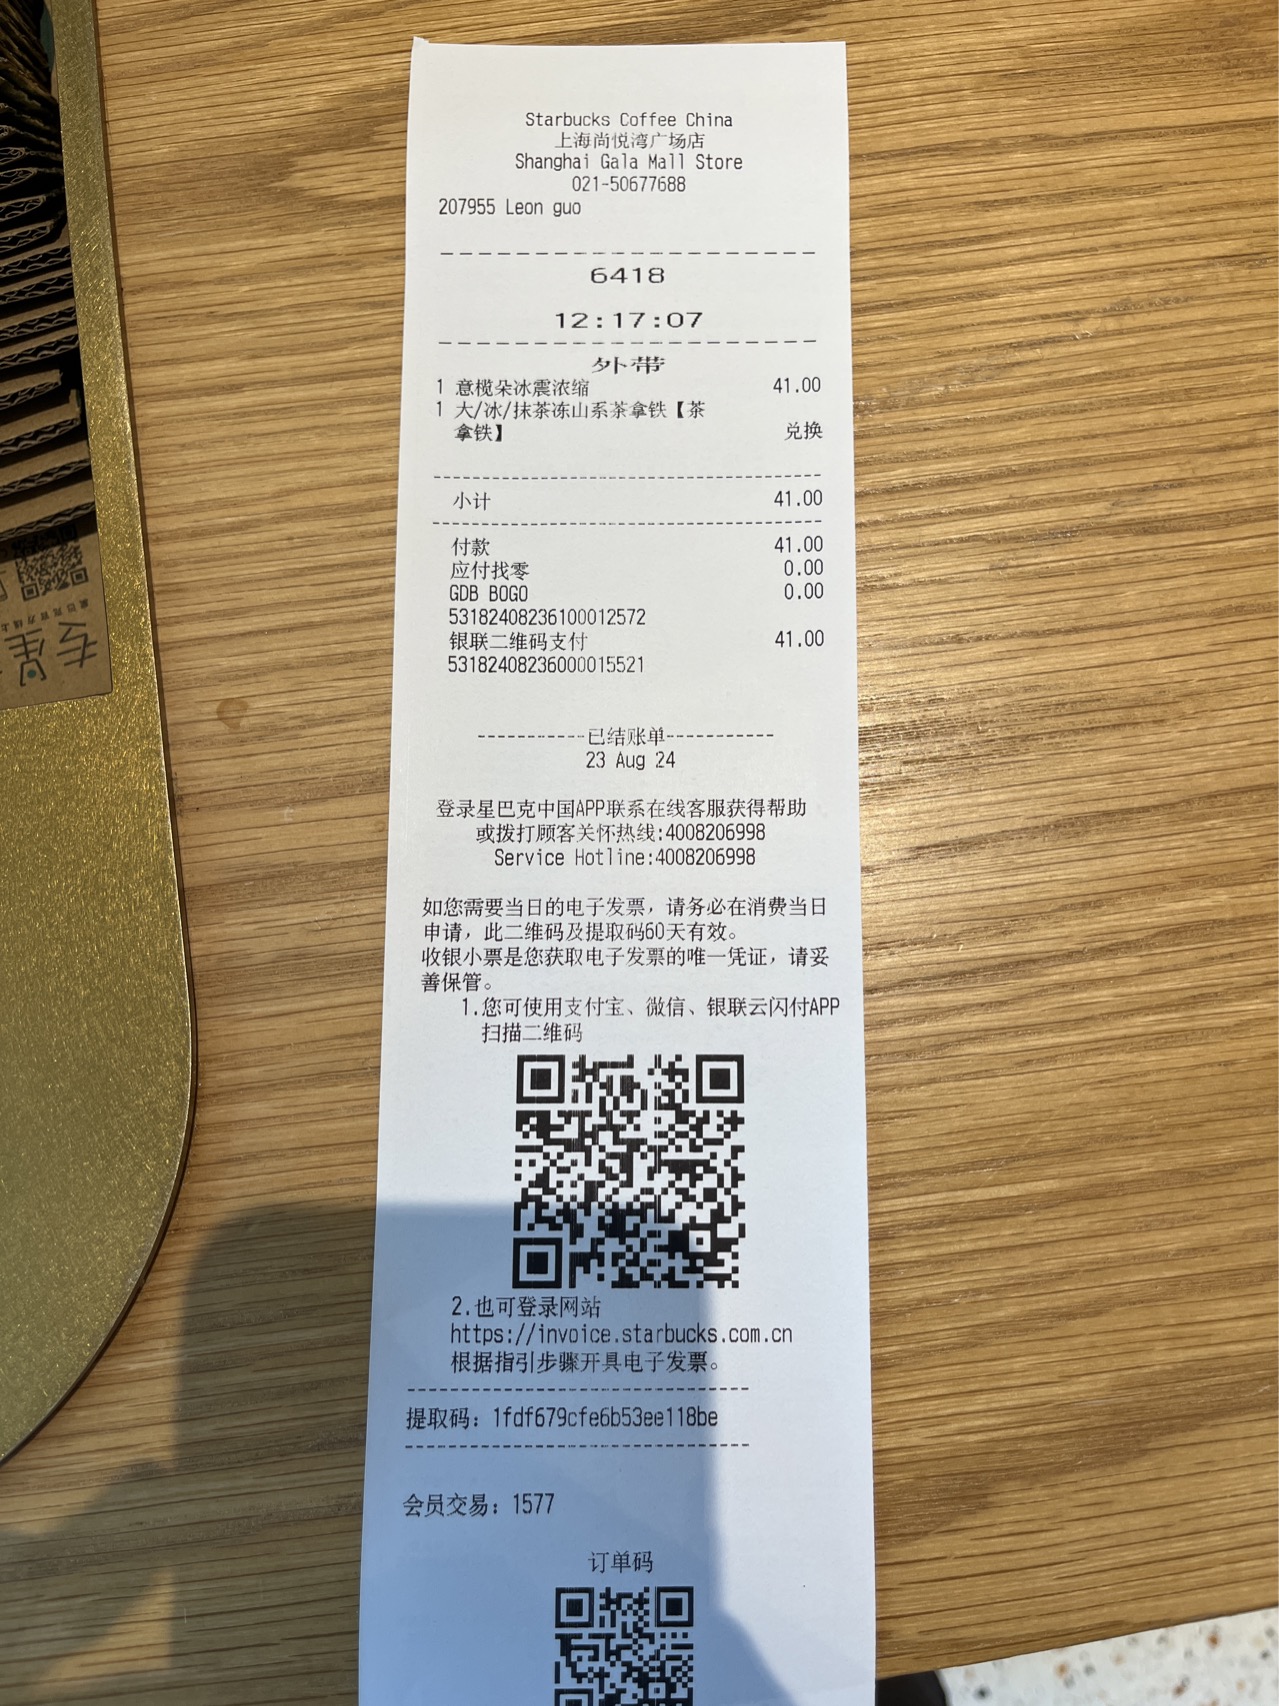 Starbucks Coffee China
上海尚悦湾广场店
Shanghai Gala Mall Store
021-50677688
207955 Leon guo
6418
12:17:07
外带
1 意榄朵冰震浓缩 41.00
1 大/冰/抹茶冻山系茶拿铁【茶
拿铁】 兑换
小计 41.00
付款 41.00
应付找零 0.00
GDB BOGO 0.00
53182408236100012572
银联二维码支付 41.00
53182408236000015521
-----------已结账单-----------
23 Aug 24
登录星巴克中国APP联系在线客服获得帮助
或拨打顾客关怀热线:4008206998
Service Hotline:4008206998
如您需要当日的电子发票，请务必在消费当日
申请，此二维码及提取码60天有效。
收银小票是您获取电子发票的唯一凭证，请妥
善保管。
1.您可使用支付宝、微信、银联云闪付APP
扫描二维码
2.也可登录网站
https://invoice.starbucks.com.cn
根据指引步骤开具电子发票。
提取码：1fdf679cfe6b53ee118be
会员交易：1577
订单码